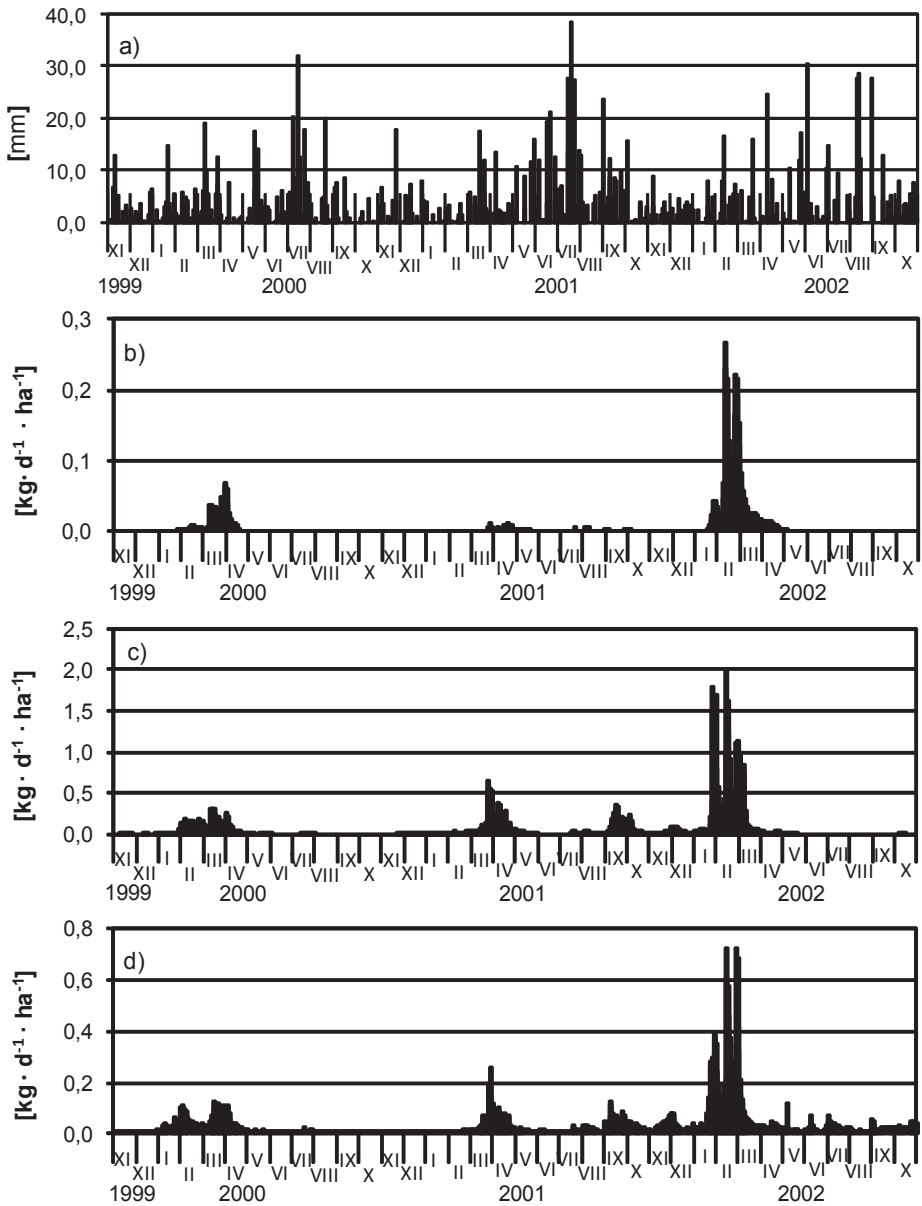 40,0
a)
30,0
[mm]
20,0
10,0
0,0
XI XII I II III IV V VI VII VIII IX X XI XII I II III IV V VI VII VIII IX X XI XII I II III IV V VI VII VIII IX X
1999 2000 2001 2002
0,3
b)
[kg· d-1 · ha-1]
0,2
0,1
0,0
XI XII I II III IV V VI VII VIII IX X XI XII I II III IV V VI VII VIII IX X XI XII I II III IV V VI VII VIII IX X
1999 2000 2001 2002
2,5
c)
[kg· d-1 · ha-1]
2,0
1,5
1,0
0,5
0,0
XI XII I II III IV V VI VII VIII IX X XI XII I II III IV V VI VII VIII IX X XI XII I II III IV V VI VII VIII IX X
1999 2000 2001 2002
0,8
d)
[kg· d-1 · ha-1]
0,6
0,4
0,2
0,0
XI XII I II III IV V VI VII VIII IX X XI XII I II III IV V VI VII VIII IX X XI XII I II III IV V VI VII VIII IX X
1999 2000 2001 2002